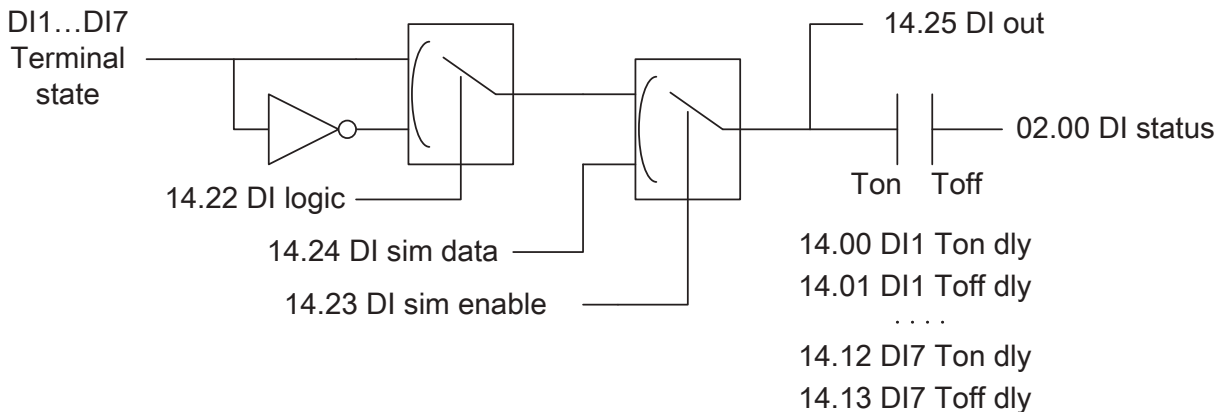 DI1…DI7
Terminal
state
14.25 DI out
02.00 DI status
Ton
Toff
14.22 DI logic
14.24 DI sim data
14.23 DI sim enable
14.00 DI1 Ton dly
14.01 DI1 Toff dly
. . . .
14.12 DI7 Ton dly
14.13 DI7 Toff dly